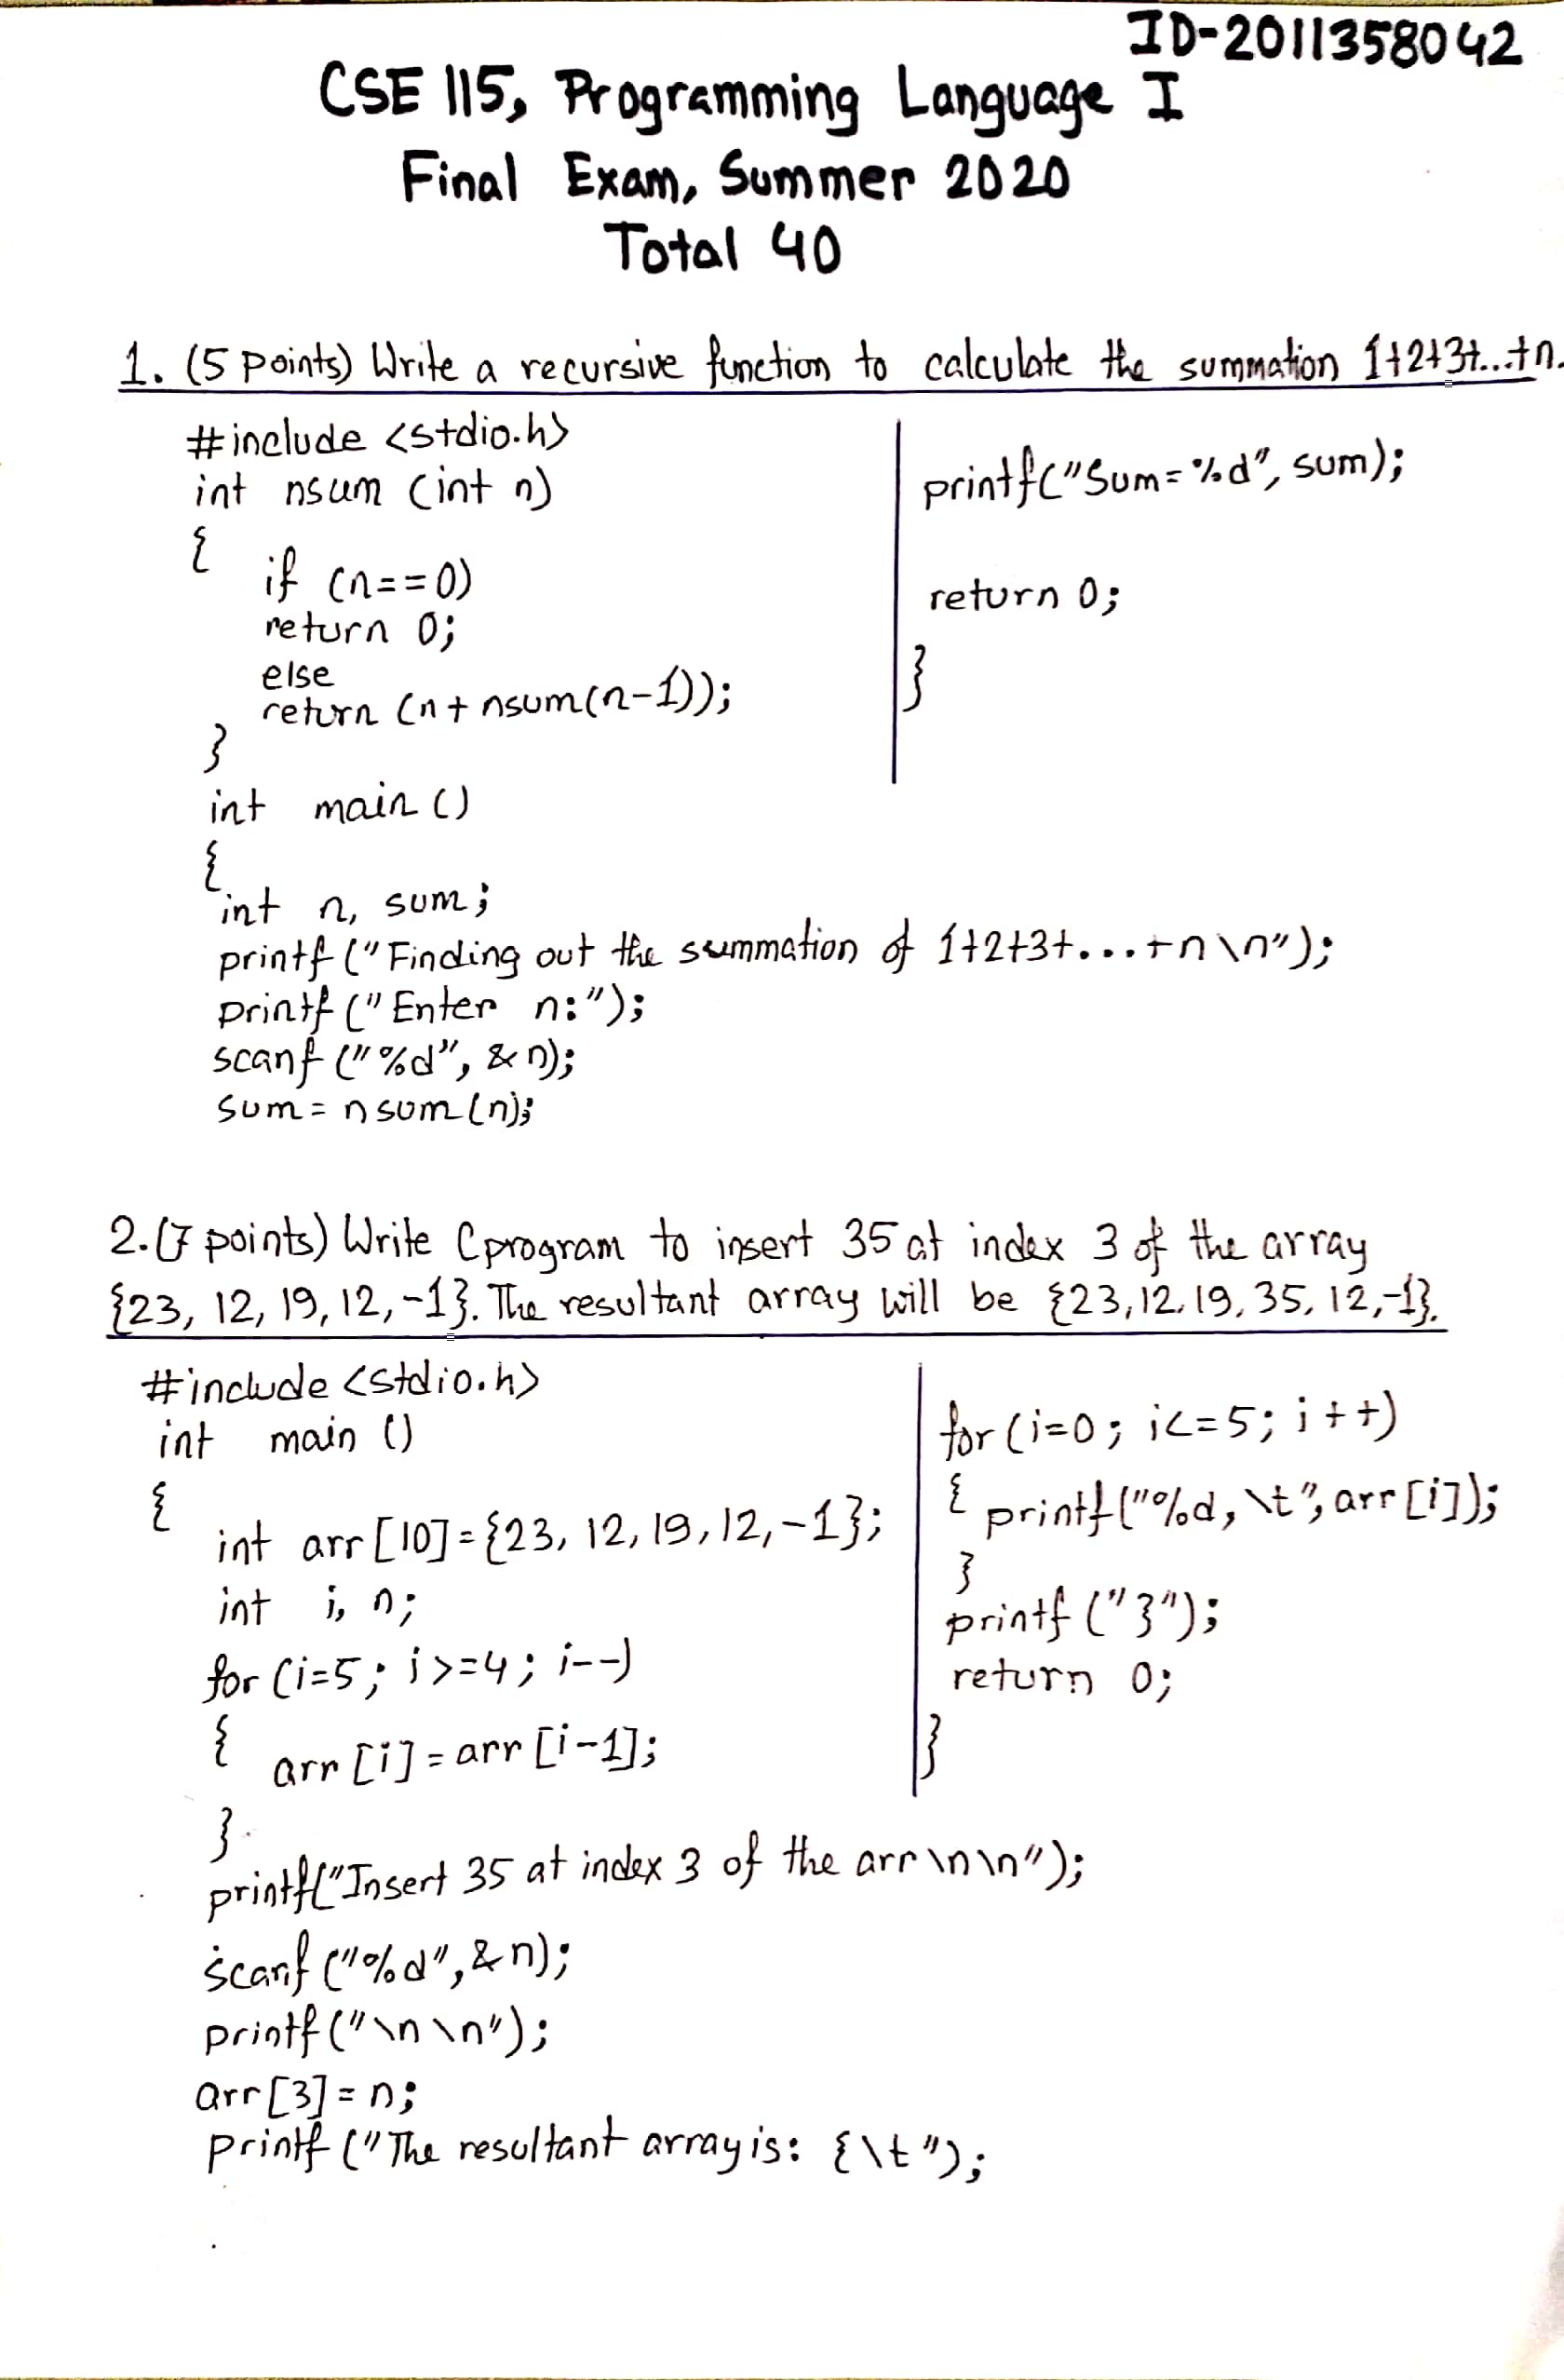 ID-2011358042
CSE 115, Programming Language I
Final Exam, Summer 2020
Total 40
1. (5 points) Write a recursive function to calculate the summation 1+2+3+...+n.
#include <stdio.h>
int nsum (int n)
{
if (n==0)
return 0;
else
return (n+nsum(n-1));
}
int main ()
{
int n, sum;
printf ("Finding out the summation of 1+2+3+...+n\n");
printf ("Enter n:");
scanf ("%d", &n);
sum = nsum(n);
printf("Sum=%d", sum);
return 0;
}
2. (7 points) Write C program to insert 35 at index 3 of the array
{23, 12, 19, 12, -1}. The resultant array will be {23, 12, 19, 35, 12, -1}.
#include <stdio.h>
int main ()
{
int arr [10] = {23, 12, 19, 12, -1};
int i, n;
for (i=5; i>=4; i--)
{
arr [i] = arr [i-1];
}
printf("Insert 35 at index 3 of the arr\n\n");
scanf ("%d", &n);
printf ("\n\n");
arr [3] = n;
printf ("The resultant array is: {\t");
for (i=0; i<=5; i++)
{ printf("%d, \t", arr [i]);
}
printf ("}");
return 0;
}